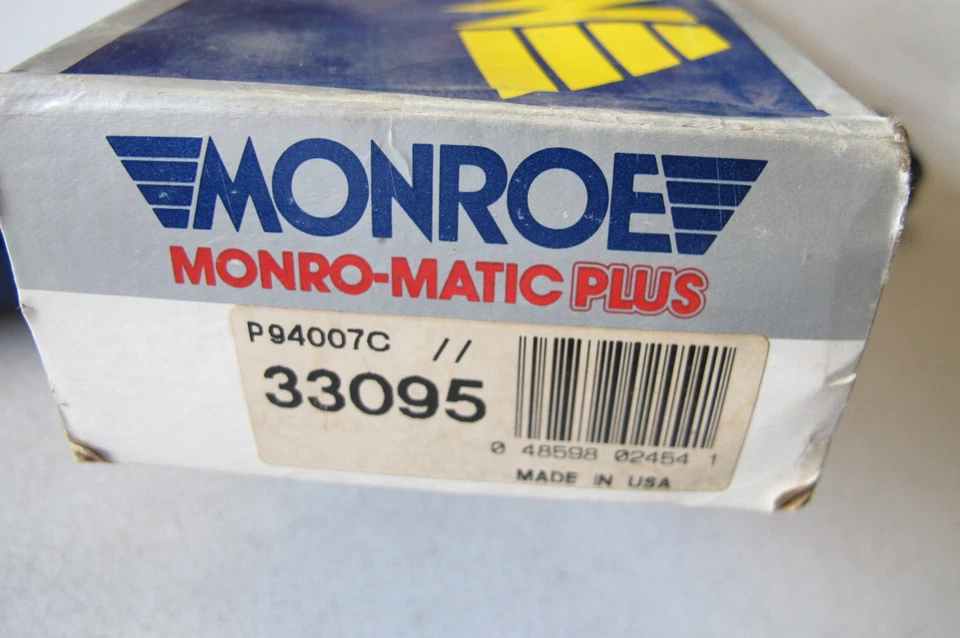 MONROE
MONRO-MATIC PLUS
P94007C //
33095
0 48598 02454 1
MADE IN USA